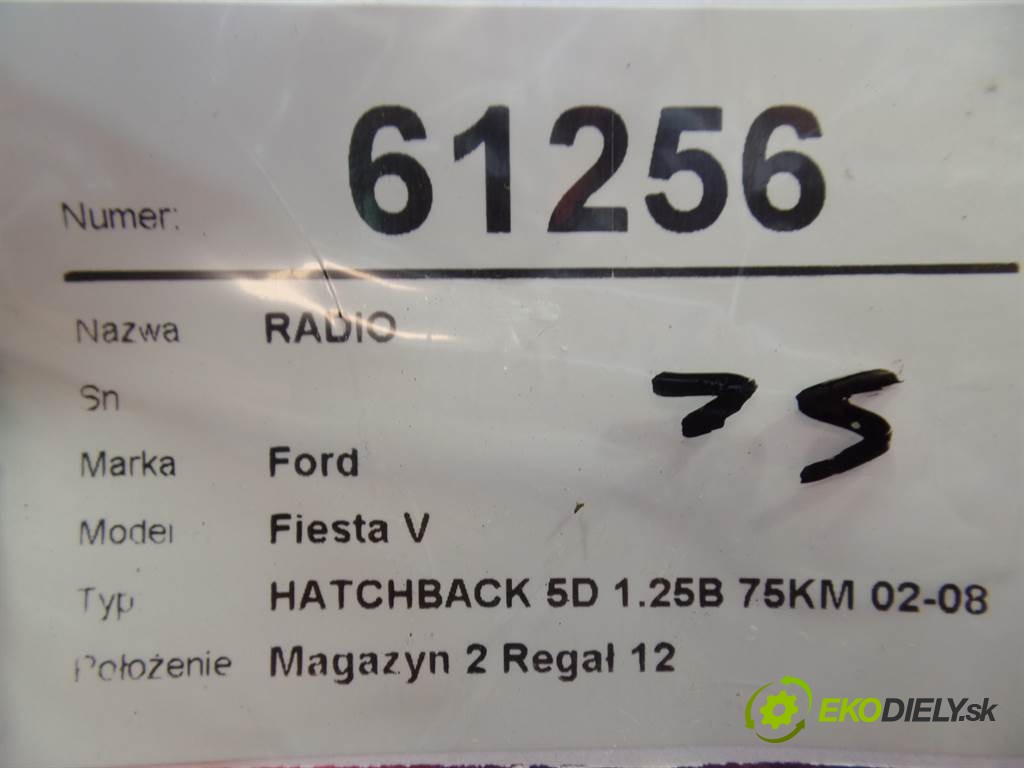 Numer: 61256
Nazwa RADIO
Sn
75
Marka Ford
Model Fiesta V
Typ HATCHBACK 5D 1.25B 75KM 02-08
Położenie Magazyn 2 Regał 12
EKODIELY.sk